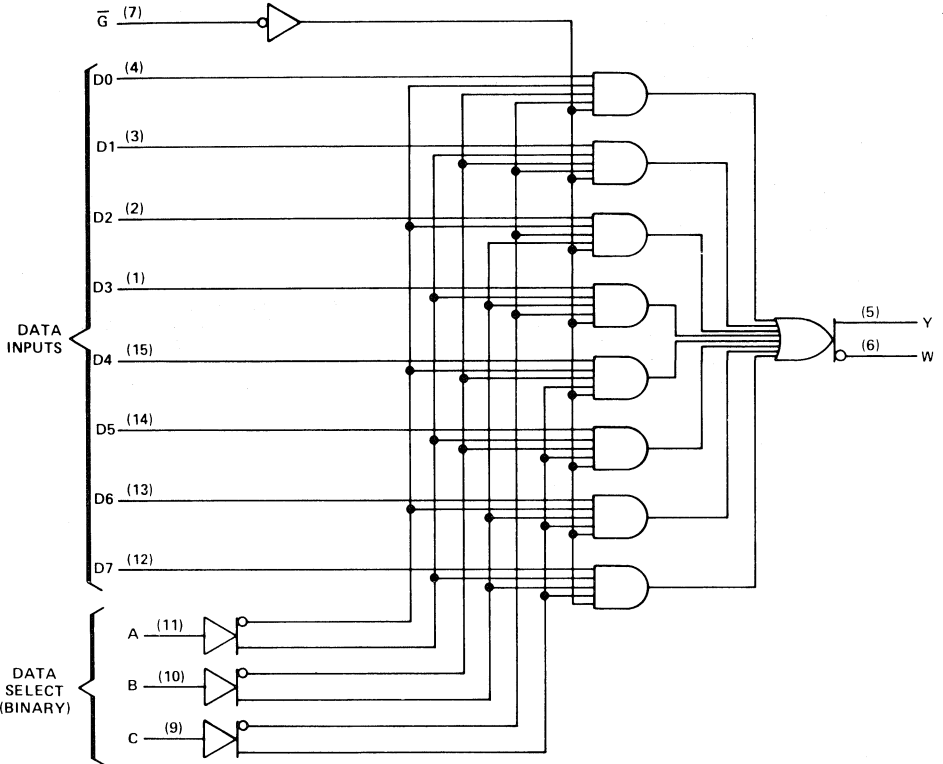 G̅ (7)
D0 (4)
D1 (3)
D2 (2)
D3 (1)
DATA INPUTS
(5) Y
(6) W
D4 (15)
D5 (14)
D6 (13)
D7 (12)
A (11)
DATA SELECT (BINARY)
B (10)
C (9)